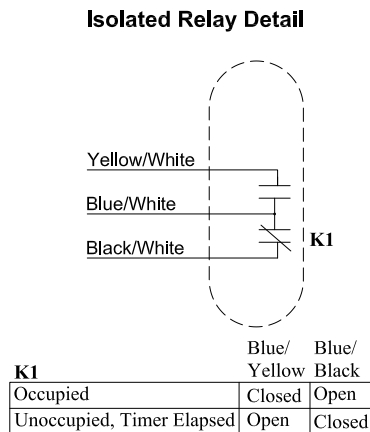 Isolated Relay Detail
Yellow/White
Blue/White
Black/White
K1
Blue/ Blue/
K1 Yellow Black
Occupied Closed Open
Unoccupied, Timer Elapsed Open Closed